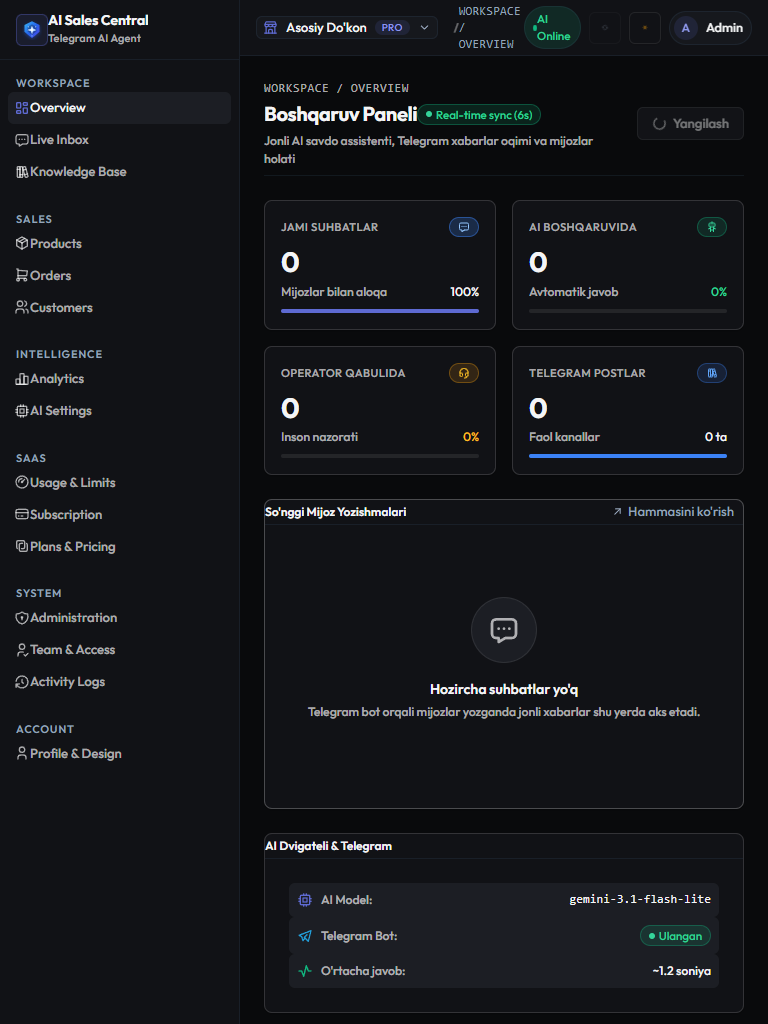 AI Sales Central
Telegram AI Agent
WORKSPACE
Overview
Live Inbox
Knowledge Base
SALES
Products
Orders
Customers
INTELLIGENCE
Analytics
AI Settings
SAAS
Usage & Limits
Subscription
Plans & Pricing
SYSTEM
Administration
Team & Access
Activity Logs
ACCOUNT
Profile & Design
Asosiy Do'kon PRO
WORKSPACE
//
OVERVIEW
AI
Online
A Admin
WORKSPACE / OVERVIEW
Boshqaruv Paneli Real-time sync (6s)
Jonli AI savdo assistenti, Telegram xabarlar oqimi va mijozlar
holati
Yangilash
JAMI SUHBATLAR
0
Mijozlar bilan aloqa 100%
AI BOSHQARUVIDA
0
Avtomatik javob 0%
OPERATOR QABULIDA
0
Inson nazorati 0%
TELEGRAM POSTLAR
0
Faol kanallar 0 ta
So'nggi Mijoz Yozishmalari Hammasini ko'rish
Hozircha suhbatlar yo'q
Telegram bot orqali mijozlar yozganda jonli xabarlar shu yerda aks etadi.
AI Dvigateli & Telegram
AI Model: gemini-3.1-flash-lite
Telegram Bot: Ulangan
O'rtacha javob: ~1.2 soniya